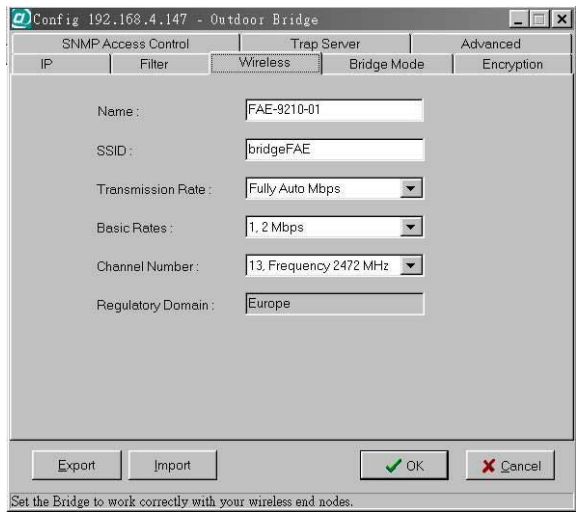 Config 192.168.4.147 - Outdoor Bridge
SNMP Access Control Trap Server Advanced
IP Filter Wireless Bridge Mode Encryption
Name : FAE-9210-01
SSID : bridgeFAE
Transmission Rate : Fully Auto Mbps
Basic Rates : 1, 2 Mbps
Channel Number : 13, Frequency 2472 MHz
Regulatory Domain : Europe
Export Import OK Cancel
Set the Bridge to work correctly with your wireless end nodes.